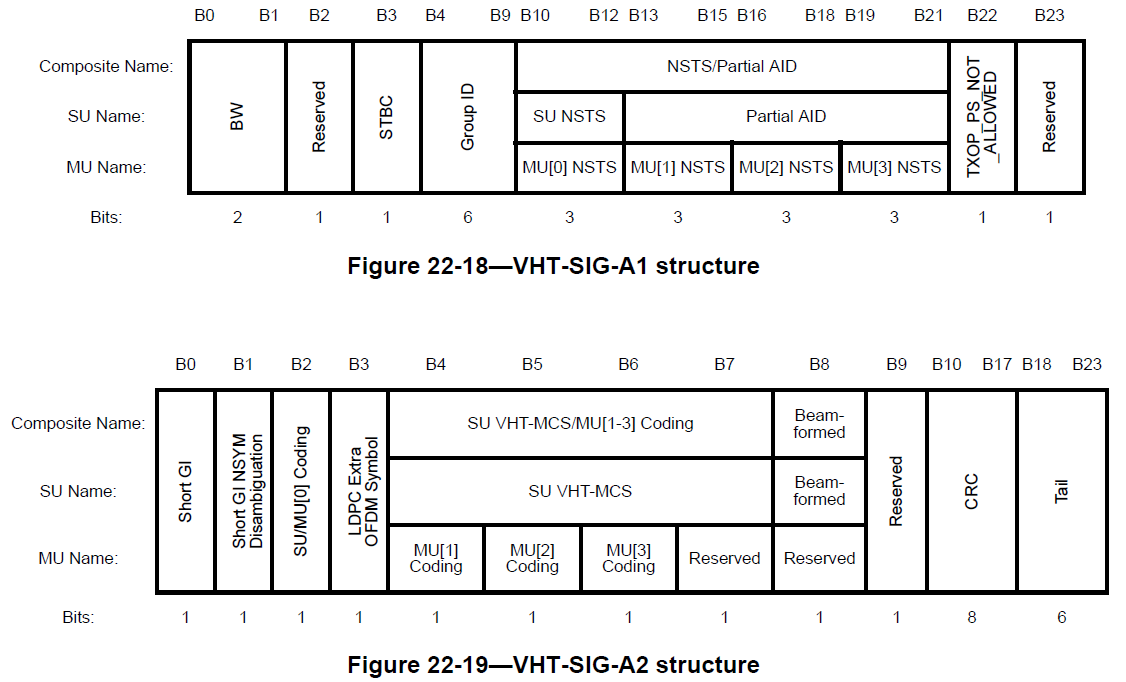 B0 B1 B2 B3 B4 B9 B10 B12 B13 B15 B16 B18 B19 B21 B22 B23
Composite Name:
SU Name:
MU Name:
BW
Reserved
STBC
Group ID
NSTS/Partial AID
SU NSTS Partial AID
MU[0] NSTS MU[1] NSTS MU[2] NSTS MU[3] NSTS
TXOP_PS_NOT
_ALLOWED
Reserved
Bits: 2 1 1 6 3 3 3 3 1 1
Figure 22-18—VHT-SIG-A1 structure
B0 B1 B2 B3 B4 B5 B6 B7 B8 B9 B10 B17 B18 B23
Composite Name:
SU Name:
MU Name:
Short GI
Short GI NSYM
Disambiguation
SU/MU[0] Coding
LDPC Extra
OFDM Symbol
SU VHT-MCS/MU[1-3] Coding
Beam-
formed
SU VHT-MCS
Beam-
formed
MU[1]
Coding
MU[2]
Coding
MU[3]
Coding
Reserved
Reserved
Reserved
CRC
Tail
Bits: 1 1 1 1 1 1 1 1 1 1 8 6
Figure 22-19—VHT-SIG-A2 structure